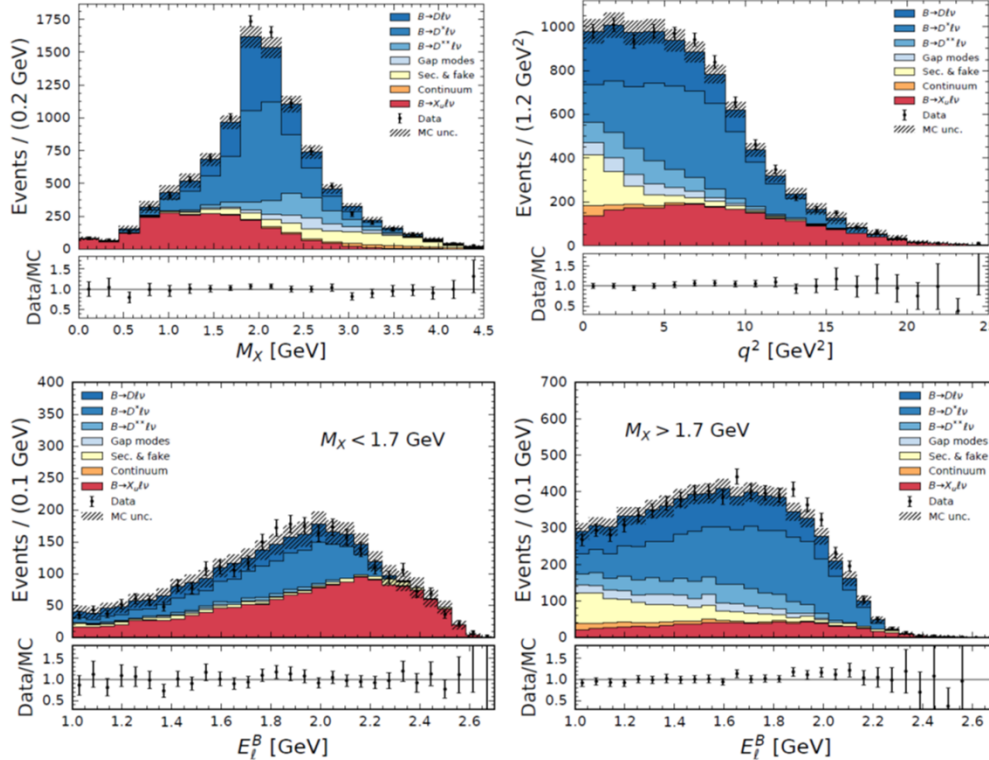 Events / (0.2 GeV)
1750
1500
1250
1000
750
500
250
0
B→Dℓν
B→D*ℓν
B→D**ℓν
Gap modes
Sec. & fake
Continuum
B→Xᵤℓν
Data
MC unc.
Data/MC
1.5
1.0
0.5
0.0 0.5 1.0 1.5 2.0 2.5 3.0 3.5 4.0 4.5
M_X [GeV]
Events / (1.2 GeV²)
1000
800
600
400
200
0
B→Dℓν
B→D*ℓν
B→D**ℓν
Gap modes
Sec. & fake
Continuum
B→Xᵤℓν
Data
MC unc.
Data/MC
1.5
1.0
0.5
0 5 10 15 20 25
q² [GeV²]
Events / (0.1 GeV)
400
350
300
250
200
150
100
50
0
B→Dℓν
B→D*ℓν
B→D**ℓν
Gap modes
Sec. & fake
Continuum
B→Xᵤℓν
Data
MC unc.
M_X < 1.7 GeV
Data/MC
1.5
1.0
0.5
1.0 1.2 1.4 1.6 1.8 2.0 2.2 2.4 2.6
E_ℓ^B [GeV]
Events / (0.1 GeV)
700
600
500
400
300
200
100
0
M_X > 1.7 GeV
B→Dℓν
B→D*ℓν
B→D**ℓν
Gap modes
Sec. & fake
Continuum
B→Xᵤℓν
Data
MC unc.
Data/MC
1.5
1.0
0.5
1.0 1.2 1.4 1.6 1.8 2.0 2.2 2.4 2.6
E_ℓ^B [GeV]